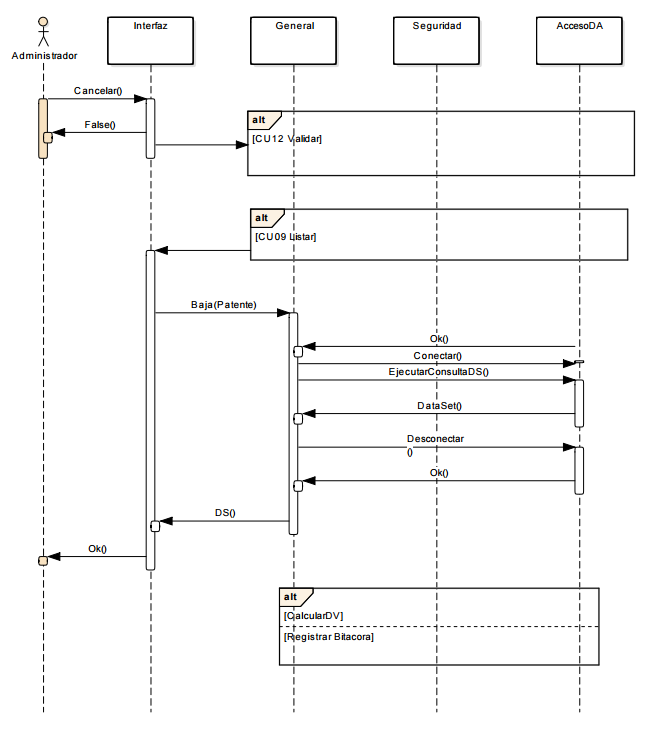 Interfaz
General
Seguridad
AccesoDA
Administrador
Cancelar()
alt
False()
[CU12 Validar]
alt
[CU09 Listar]
Baja(Patente)
Ok()
Conectar()
EjecutarConsultaDS()
DataSet()
Desconectar
()
Ok()
DS()
Ok()
alt
[CalcularDV]
[Registrar Bitacora]